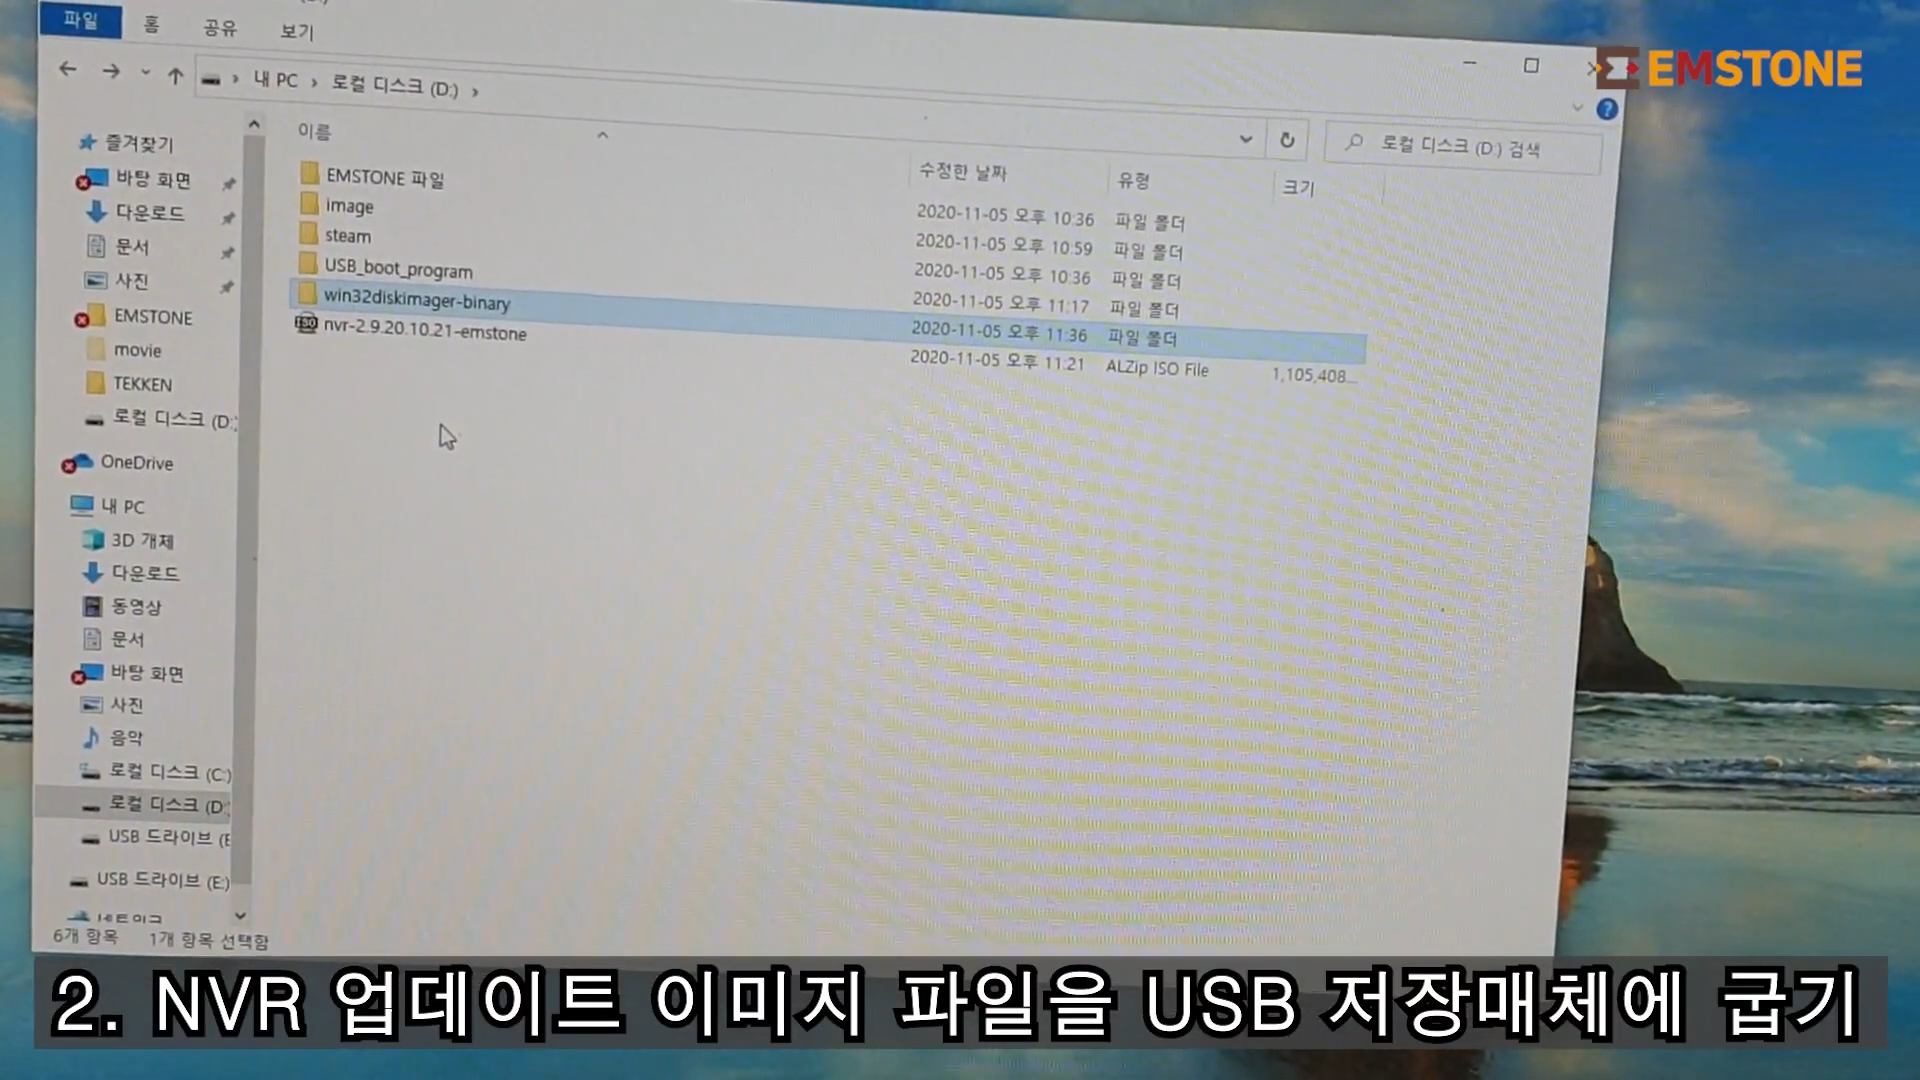 파일 홈 공유 보기
EMSTONE
내 PC › 로컬 디스크 (D:) ›
로컬 디스크 (D:) 검색
이름 수정한 날짜 유형 크기
EMSTONE 파일 2020-11-05 오후 10:36 파일 폴더
image 2020-11-05 오후 10:59 파일 폴더
steam 2020-11-05 오후 10:36 파일 폴더
USB_boot_program 2020-11-05 오후 11:17 파일 폴더
win32diskimager-binary 2020-11-05 오후 11:36 파일 폴더
nvr-2.9.20.10.21-emstone 2020-11-05 오후 11:21 ALZip ISO File 1,105,408...
즐겨찾기
바탕 화면
다운로드
문서
사진
EMSTONE
movie
TEKKEN
로컬 디스크 (D:)
OneDrive
내 PC
3D 개체
다운로드
동영상
문서
바탕 화면
사진
음악
로컬 디스크 (C:)
로컬 디스크 (D:)
USB 드라이브 (E
USB 드라이브 (E:)
6개 항목 1개 항목 선택함
2. NVR 업데이트 이미지 파일을 USB 저장매체에 굽기